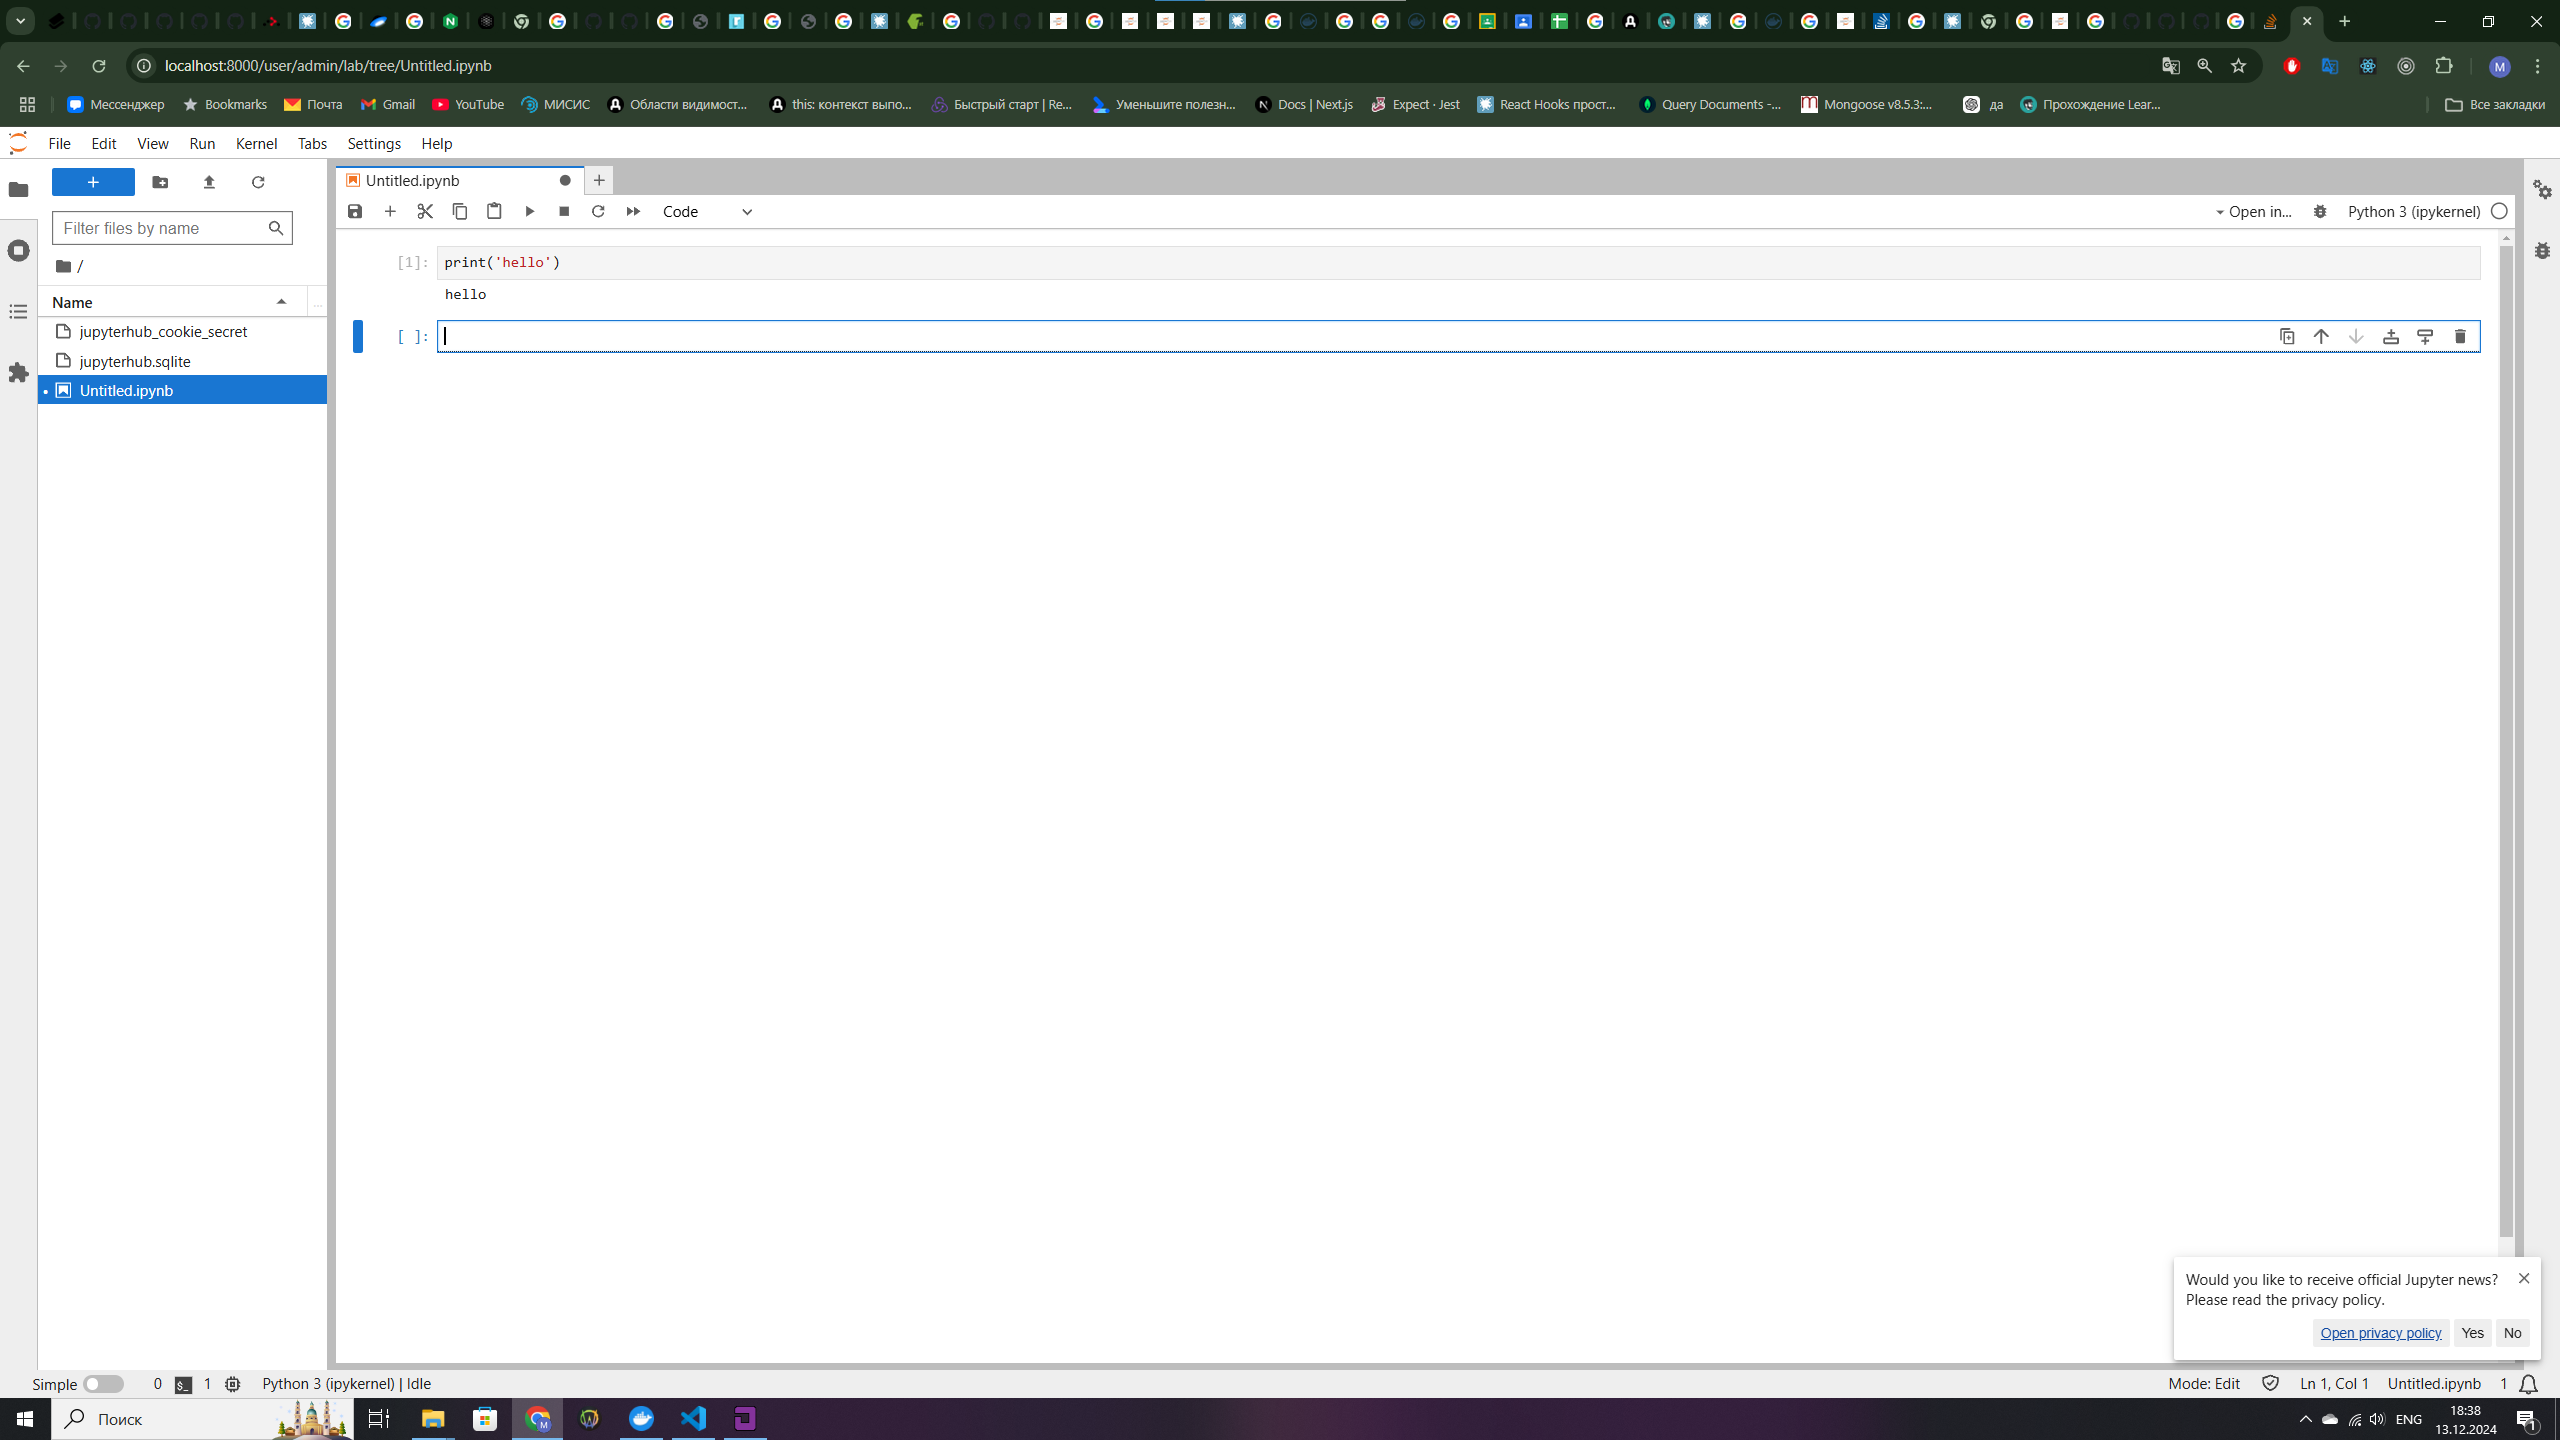 localhost:8000/user/admin/lab/tree/Untitled.ipynb
Мессенджер Bookmarks Почта Gmail YouTube МИСИС Области видимост... this: контекст выпо... Быстрый старт | Re... Уменьшите полезн... Docs | Next.js Expect · Jest React Hooks прост... Query Documents -... Mongoose v8.5.3:... да Прохождение Lear... Все закладки
File Edit View Run Kernel Tabs Settings Help
Untitled.ipynb
Code Open in... Python 3 (ipykernel)
Filter files by name
/
Name ...
jupyterhub_cookie_secret
jupyterhub.sqlite
Untitled.ipynb
[1]: print('hello')
hello
[ ]:
Would you like to receive official Jupyter news?
Please read the privacy policy.
Open privacy policy Yes No
Simple 0 1 Python 3 (ipykernel) | Idle Mode: Edit Ln 1, Col 1 Untitled.ipynb 1
Поиск
ENG
18:38
13.12.2024
1